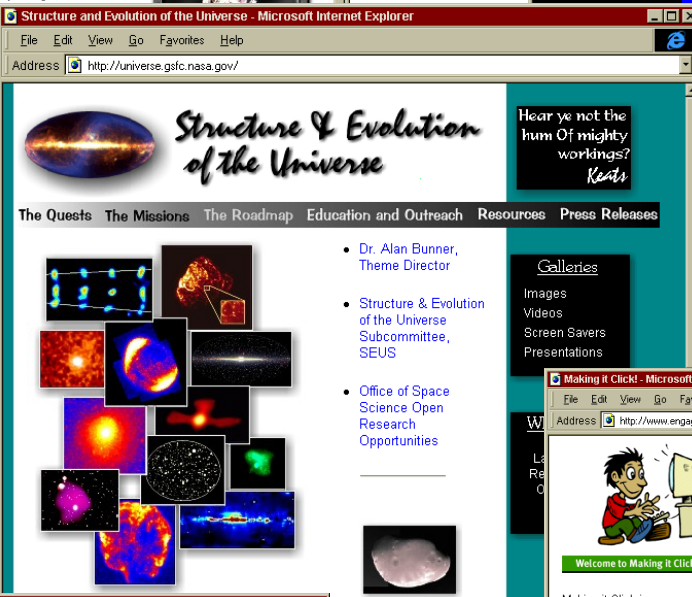 Structure and Evolution of the Universe - Microsoft Internet Explorer
File Edit View Go Favorites Help
Address http://universe.gsfc.nasa.gov/
Structure & Evolution
of the Universe
Hear ye not the
hum Of mighty
workings?
Keats
The Quests The Missions The Roadmap Education and Outreach Resources Press Releases
Dr. Alan Bunner,
Theme Director
Structure & Evolution
of the Universe
Subcommittee,
SEUS
Office of Space
Science Open
Research
Opportunities
Galleries
Images
Videos
Screen Savers
Presentations
Making it Click! - Microsoft
File Edit View Go
Address http://www.enga
Welcome to Making it Click